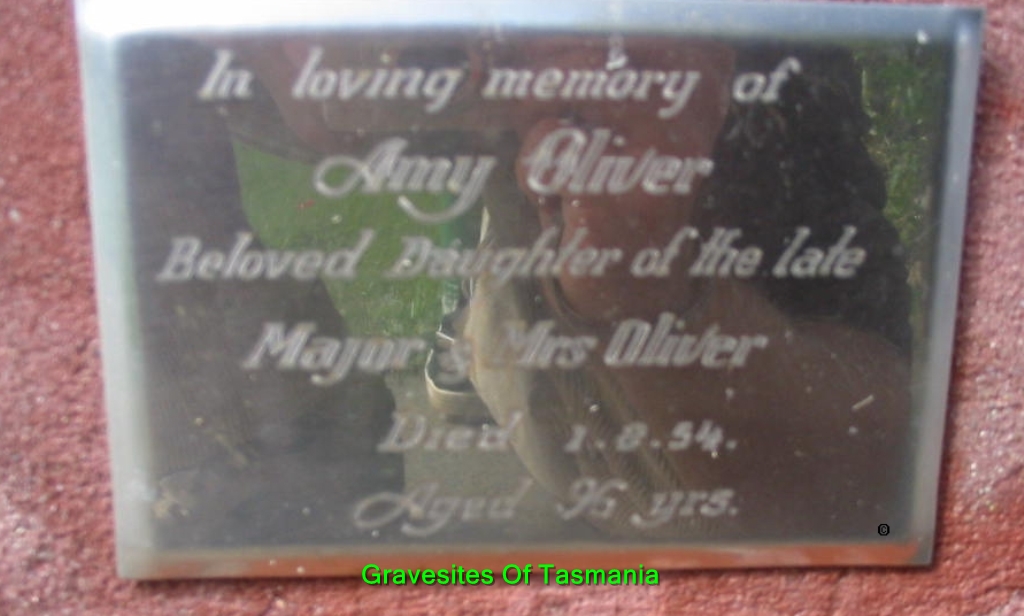 In loving memory of
Amy Oliver
Beloved Daughter of the late
Major & Mrs Oliver
Died 1.8.54.
Aged 96 yrs.
©
Gravesites Of Tasmania